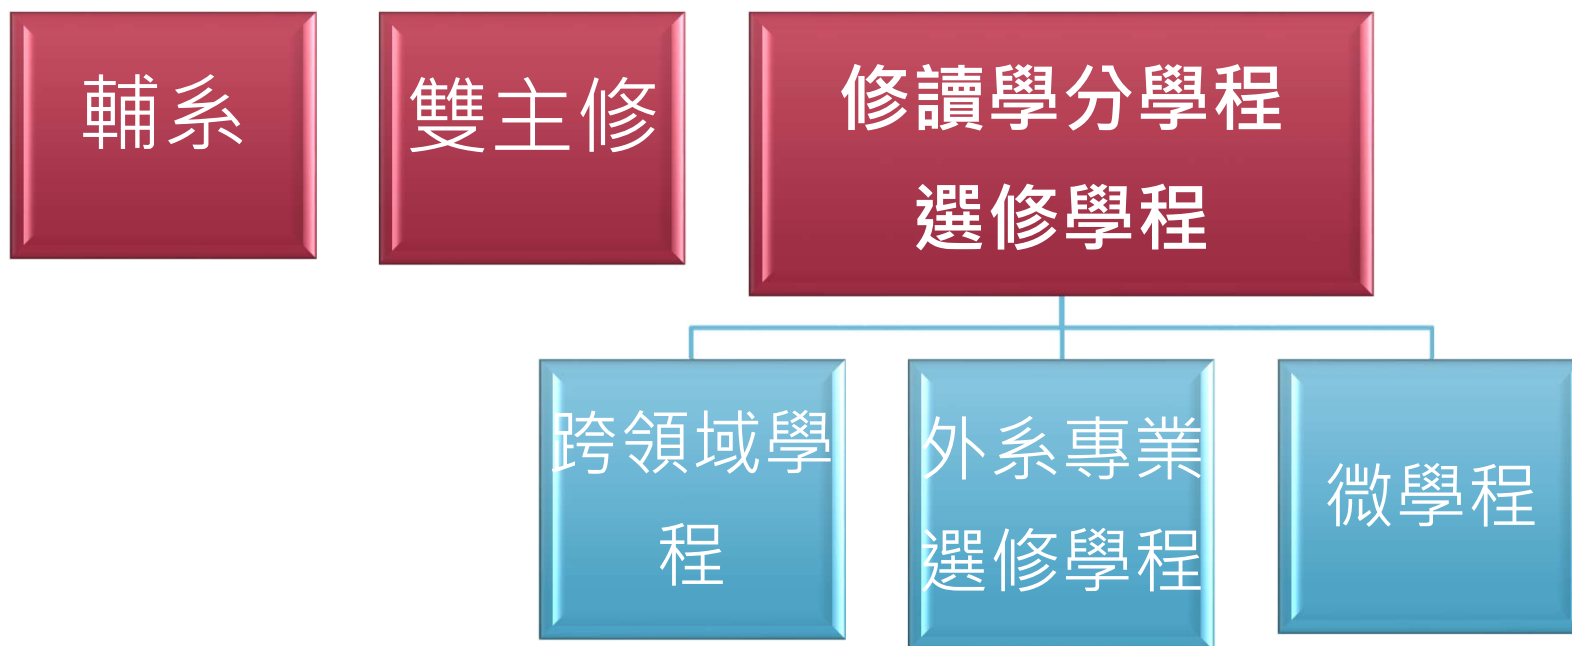 輔系
雙主修
修讀學分學程
選修學程
跨領域學
程
外系專業
選修學程
微學程